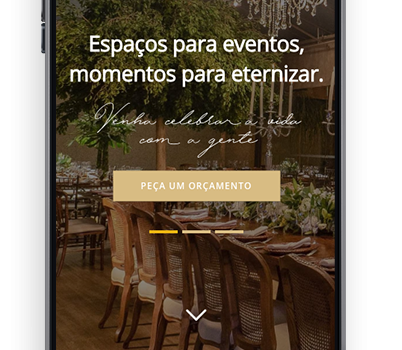 Espaços para eventos,
momentos para eternizar.
Venha celebrar a vida
com a gente
PEÇA UM ORÇAMENTO